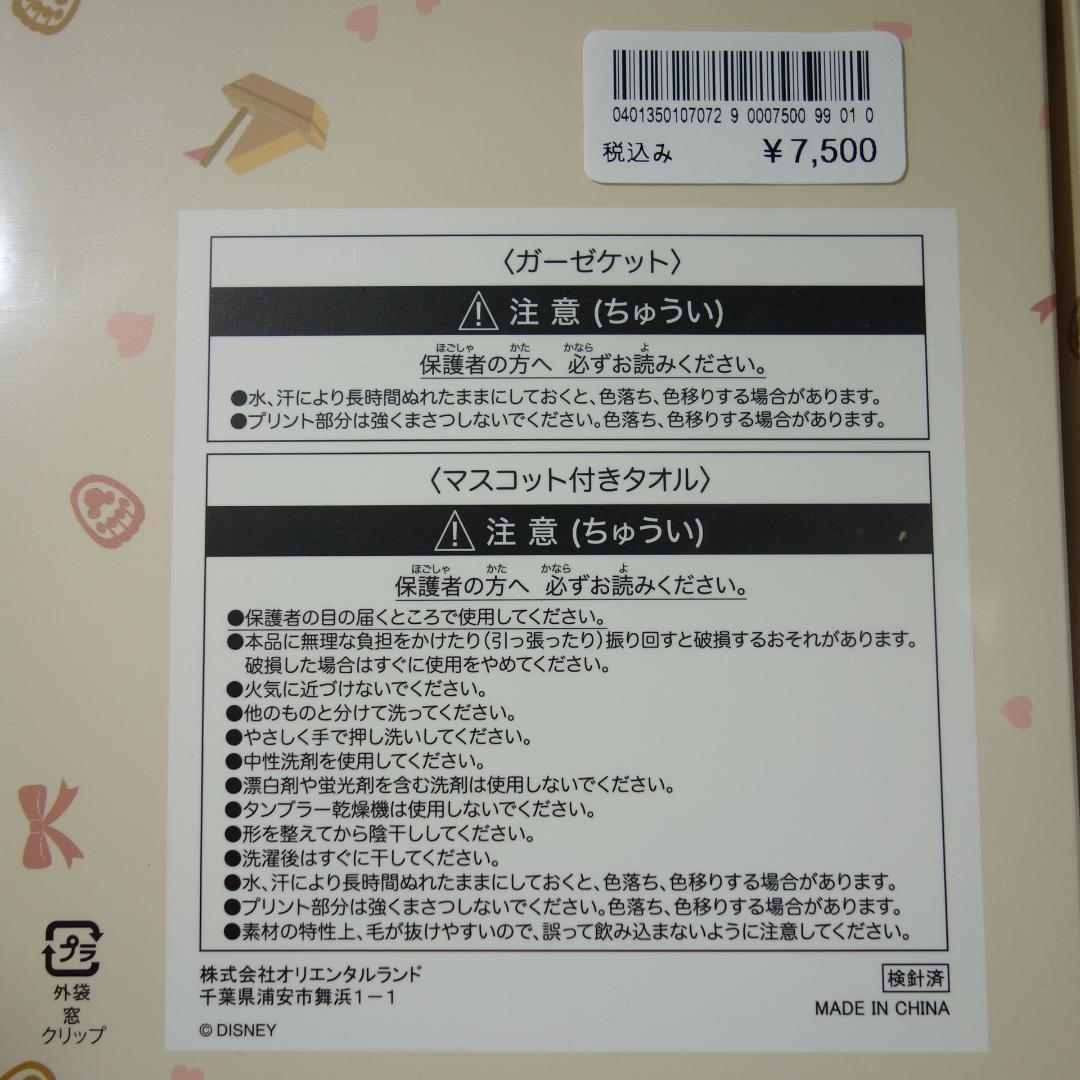 0401350107072 9 0007500 99 01 0
税込み ￥7,500
〈ガーゼケット〉
注意(ちゅうい)
ほごしゃ かた かなら よ
保護者の方へ 必ずお読みください。
●水、汗により長時間ぬれたままにしておくと、色落ち、色移りする場合があります。
●プリント部分は強くまさつしないでください。色落ち、色移りする場合があります。
〈マスコット付きタオル〉
注意(ちゅうい)
ほごしゃ かた かなら よ
保護者の方へ 必ずお読みください。
●保護者の目の届くところで使用してください。
●本品に無理な負担をかけたり(引っ張ったり)振り回すと破損するおそれがあります。
破損した場合はすぐに使用をやめてください。
●火気に近づけないでください。
●他のものと分けて洗ってください。
●やさしく手で押し洗いしてください。
●中性洗剤を使用してください。
●漂白剤や蛍光剤を含む洗剤は使用しないでください。
●タンブラー乾燥機は使用しないでください。
●形を整えてから陰干ししてください。
●洗濯後はすぐに干してください。
●水、汗により長時間ぬれたままにしておくと、色落ち、色移りする場合があります。
●プリント部分は強くまさつしないでください。色落ち、色移りする場合があります。
●素材の特性上、毛が抜けやすいので、誤って飲み込まないように注意してください。
プラ
外袋
窓
クリップ
株式会社オリエンタルランド
千葉県浦安市舞浜1－1
© DISNEY
検針済
MADE IN CHINA